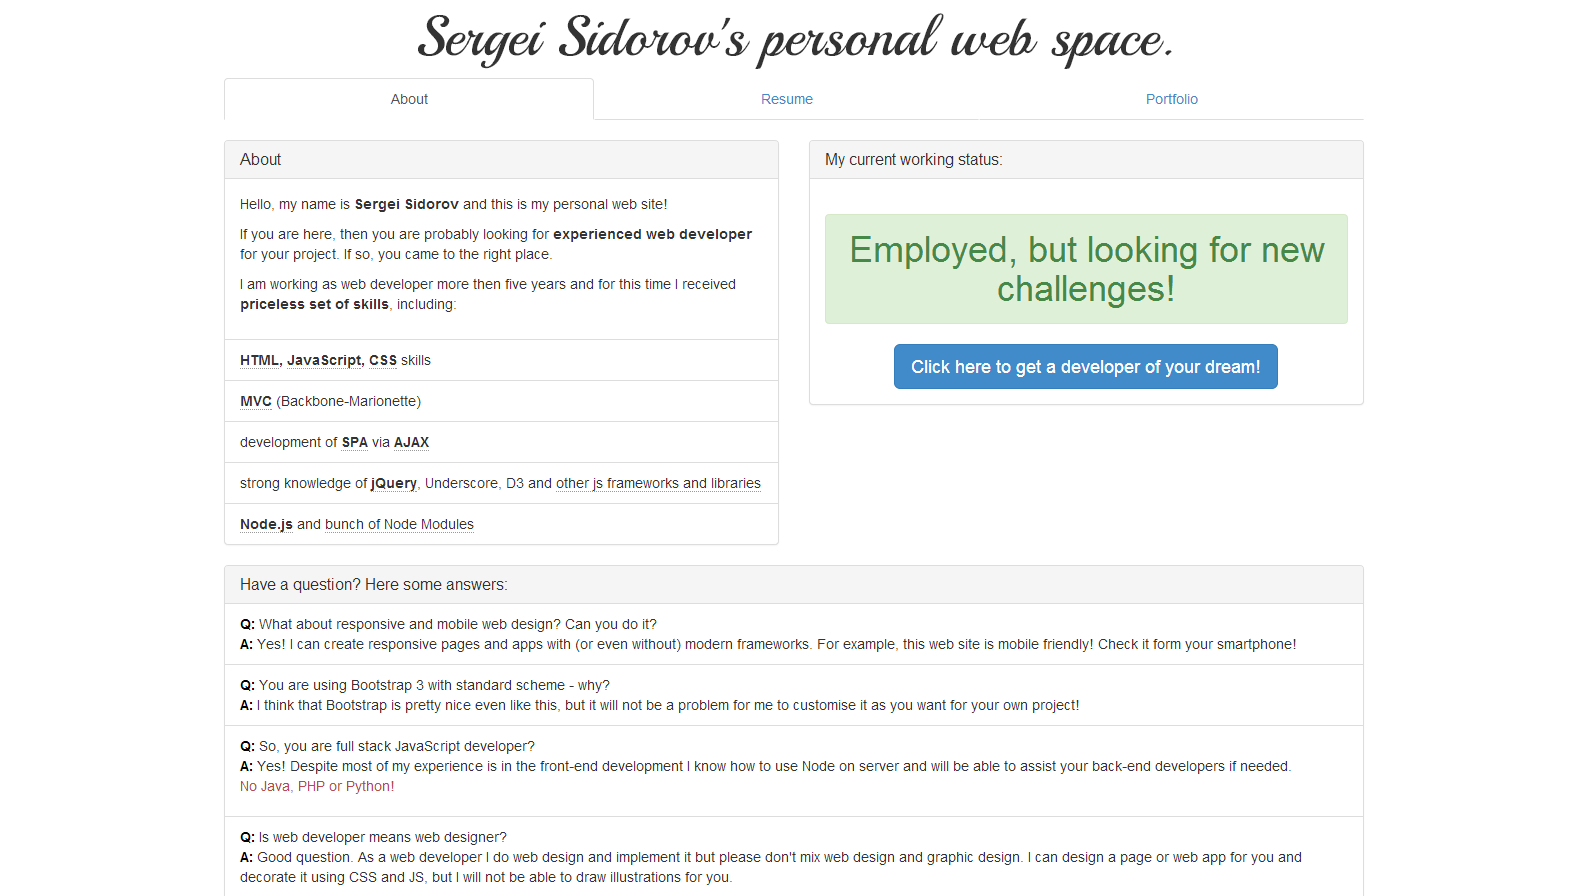 Sergei Sidorov's personal web space.
About
Resume
Portfolio
About
Hello, my name is Sergei Sidorov and this is my personal web site!
If you are here, then you are probably looking for experienced web developer
for your project. If so, you came to the right place.
I am working as web developer more then five years and for this time I received
priceless set of skills, including:
HTML, JavaScript, CSS skills
MVC (Backbone-Marionette)
development of SPA via AJAX
strong knowledge of jQuery, Underscore, D3 and other js frameworks and libraries
Node.js and bunch of Node Modules
My current working status:
Employed, but looking for new
challenges!
Click here to get a developer of your dream!
Have a question? Here some answers:
Q: What about responsive and mobile web design? Can you do it?
A: Yes! I can create responsive pages and apps with (or even without) modern frameworks. For example, this web site is mobile friendly! Check it form your smartphone!
Q: You are using Bootstrap 3 with standard scheme - why?
A: I think that Bootstrap is pretty nice even like this, but it will not be a problem for me to customise it as you want for your own project!
Q: So, you are full stack JavaScript developer?
A: Yes! Despite most of my experience is in the front-end development I know how to use Node on server and will be able to assist your back-end developers if needed.
No Java, PHP or Python!
Q: Is web developer means web designer?
A: Good question. As a web developer I do web design and implement it but please don't mix web design and graphic design. I can design a page or web app for you and
decorate it using CSS and JS, but I will not be able to draw illustrations for you.